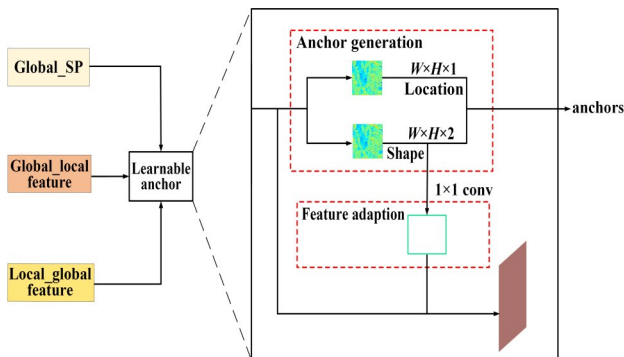 Global_SP
Global_local
feature
Local_global
feature
Learnable
anchor
Anchor generation
W×H×1
Location
W×H×2
Shape
anchors
1×1 conv
Feature adaption